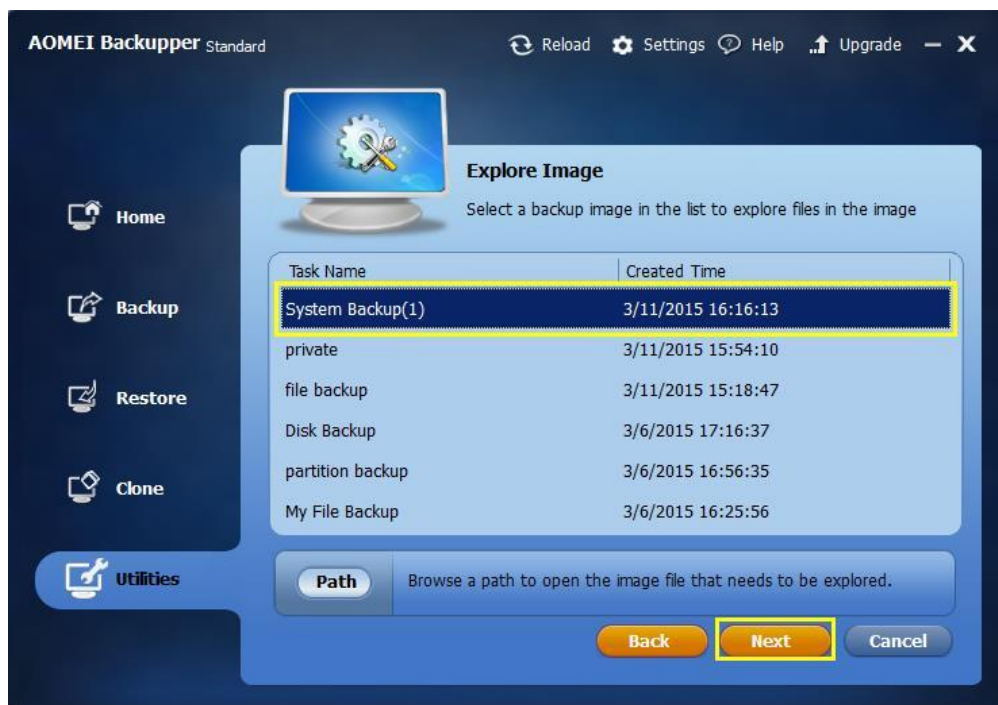 AOMEI Backupper Standard
Reload Settings Help Upgrade
Explore Image
Select a backup image in the list to explore files in the image
Home
Backup
Restore
Clone
Utilities
Task Name Created Time
System Backup(1) 3/11/2015 16:16:13
private 3/11/2015 15:54:10
file backup 3/11/2015 15:18:47
Disk Backup 3/6/2015 17:16:37
partition backup 3/6/2015 16:56:35
My File Backup 3/6/2015 16:25:56
Path Browse a path to open the image file that needs to be explored.
Back Next Cancel